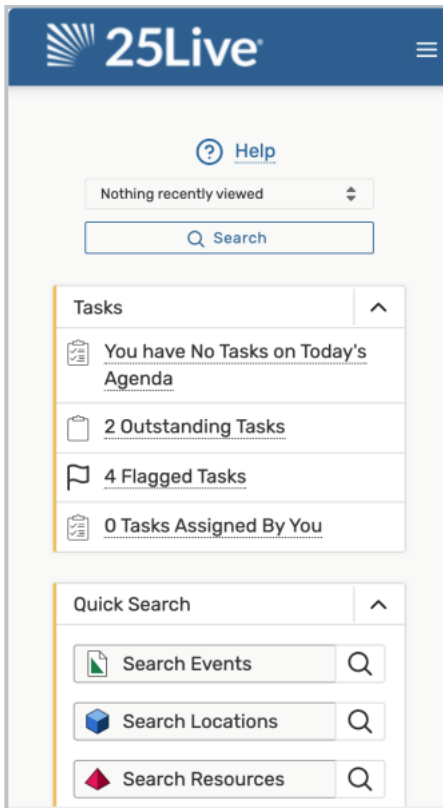 25Live®
Help
Nothing recently viewed
Search
Tasks
You have No Tasks on Today's
Agenda
2 Outstanding Tasks
4 Flagged Tasks
0 Tasks Assigned By You
Quick Search
Search Events
Search Locations
Search Resources